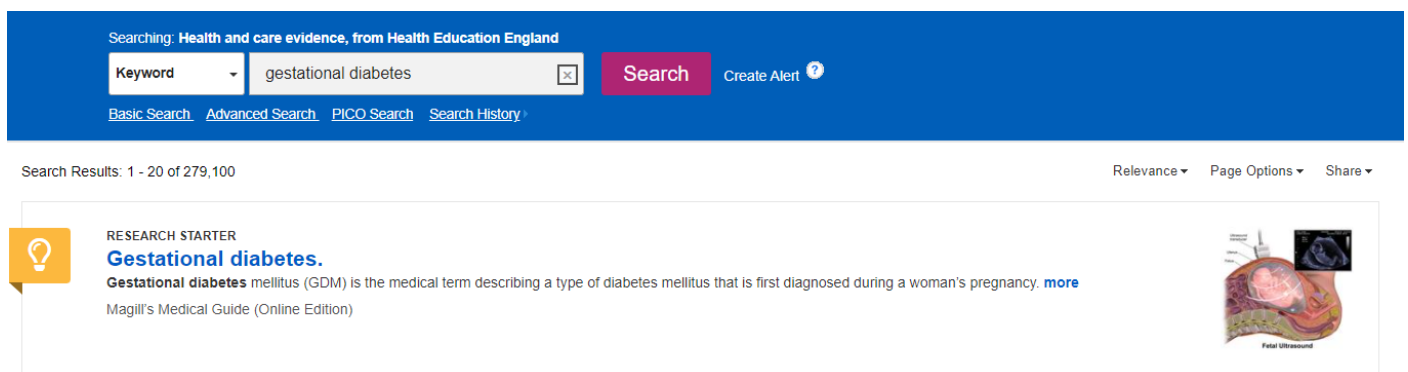 Searching: Health and care evidence, from Health Education England
Keyword
gestational diabetes
Search
Create Alert ?
Basic Search Advanced Search PICO Search Search History
Search Results: 1 - 20 of 279,100
Relevance Page Options Share
RESEARCH STARTER
Gestational diabetes.
Gestational diabetes mellitus (GDM) is the medical term describing a type of diabetes mellitus that is first diagnosed during a woman's pregnancy. more
Magill's Medical Guide (Online Edition)
Fetal Ultrasound